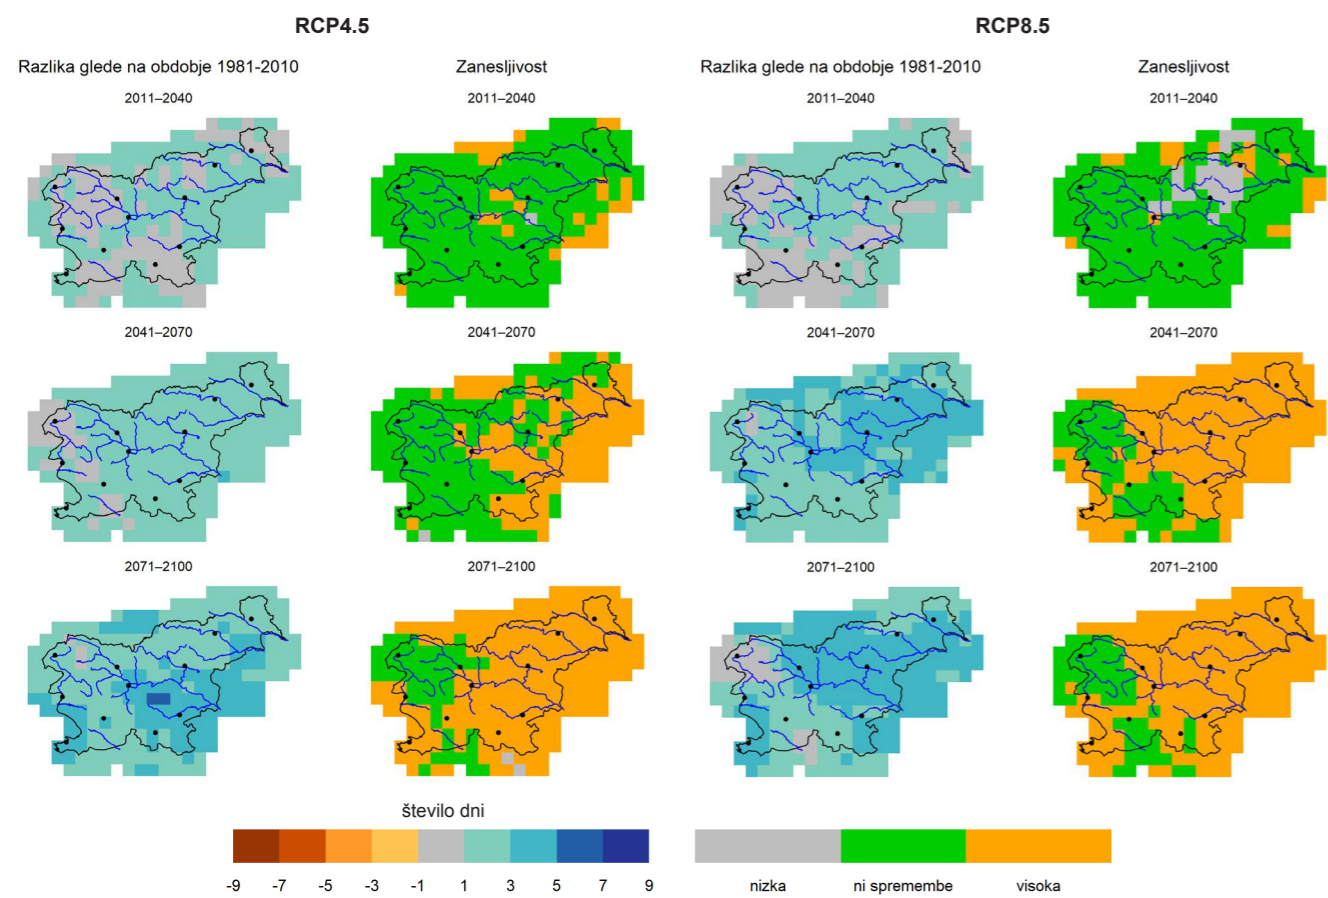 RCP4.5
RCP8.5
Razlika glede na obdobje 1981-2010
Zanesljivost
Razlika glede na obdobje 1981-2010
Zanesljivost
2011–2040
2011–2040
2011–2040
2011–2040
2041–2070
2041–2070
2041–2070
2041–2070
2071–2100
2071–2100
2071–2100
2071–2100
število dni
-9 -7 -5 -3 -1 1 3 5 7 9
nizka ni spremembe visoka